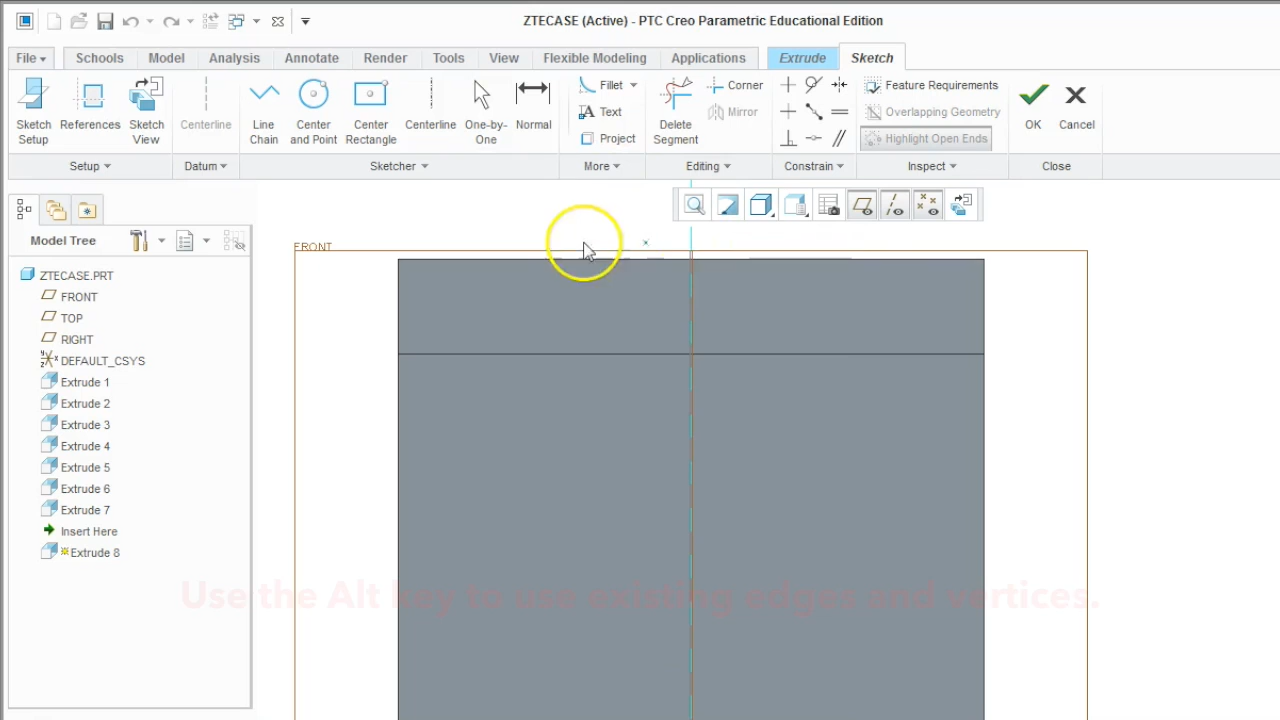 ZTECASE (Active) - PTC Creo Parametric Educational Edition
File Schools Model Analysis Annotate Render Tools View Flexible Modeling Applications Extrude Sketch
Sketch Setup
References
Sketch View
Centerline
Line Chain
Center and Point
Center Rectangle
Centerline
One-by-One
Normal
Fillet
Text
Project
Delete Segment
Corner
Mirror
Feature Requirements
Overlapping Geometry
Highlight Open Ends
OK
Cancel
Setup Datum Sketcher More Editing Constrain Inspect Close
Model Tree
FRONT
ZTECASE.PRT
FRONT
TOP
RIGHT
DEFAULT_CSYS
Extrude 1
Extrude 2
Extrude 3
Extrude 4
Extrude 5
Extrude 6
Extrude 7
Insert Here
Extrude 8
Use the Alt key to use existing edges and vertices.